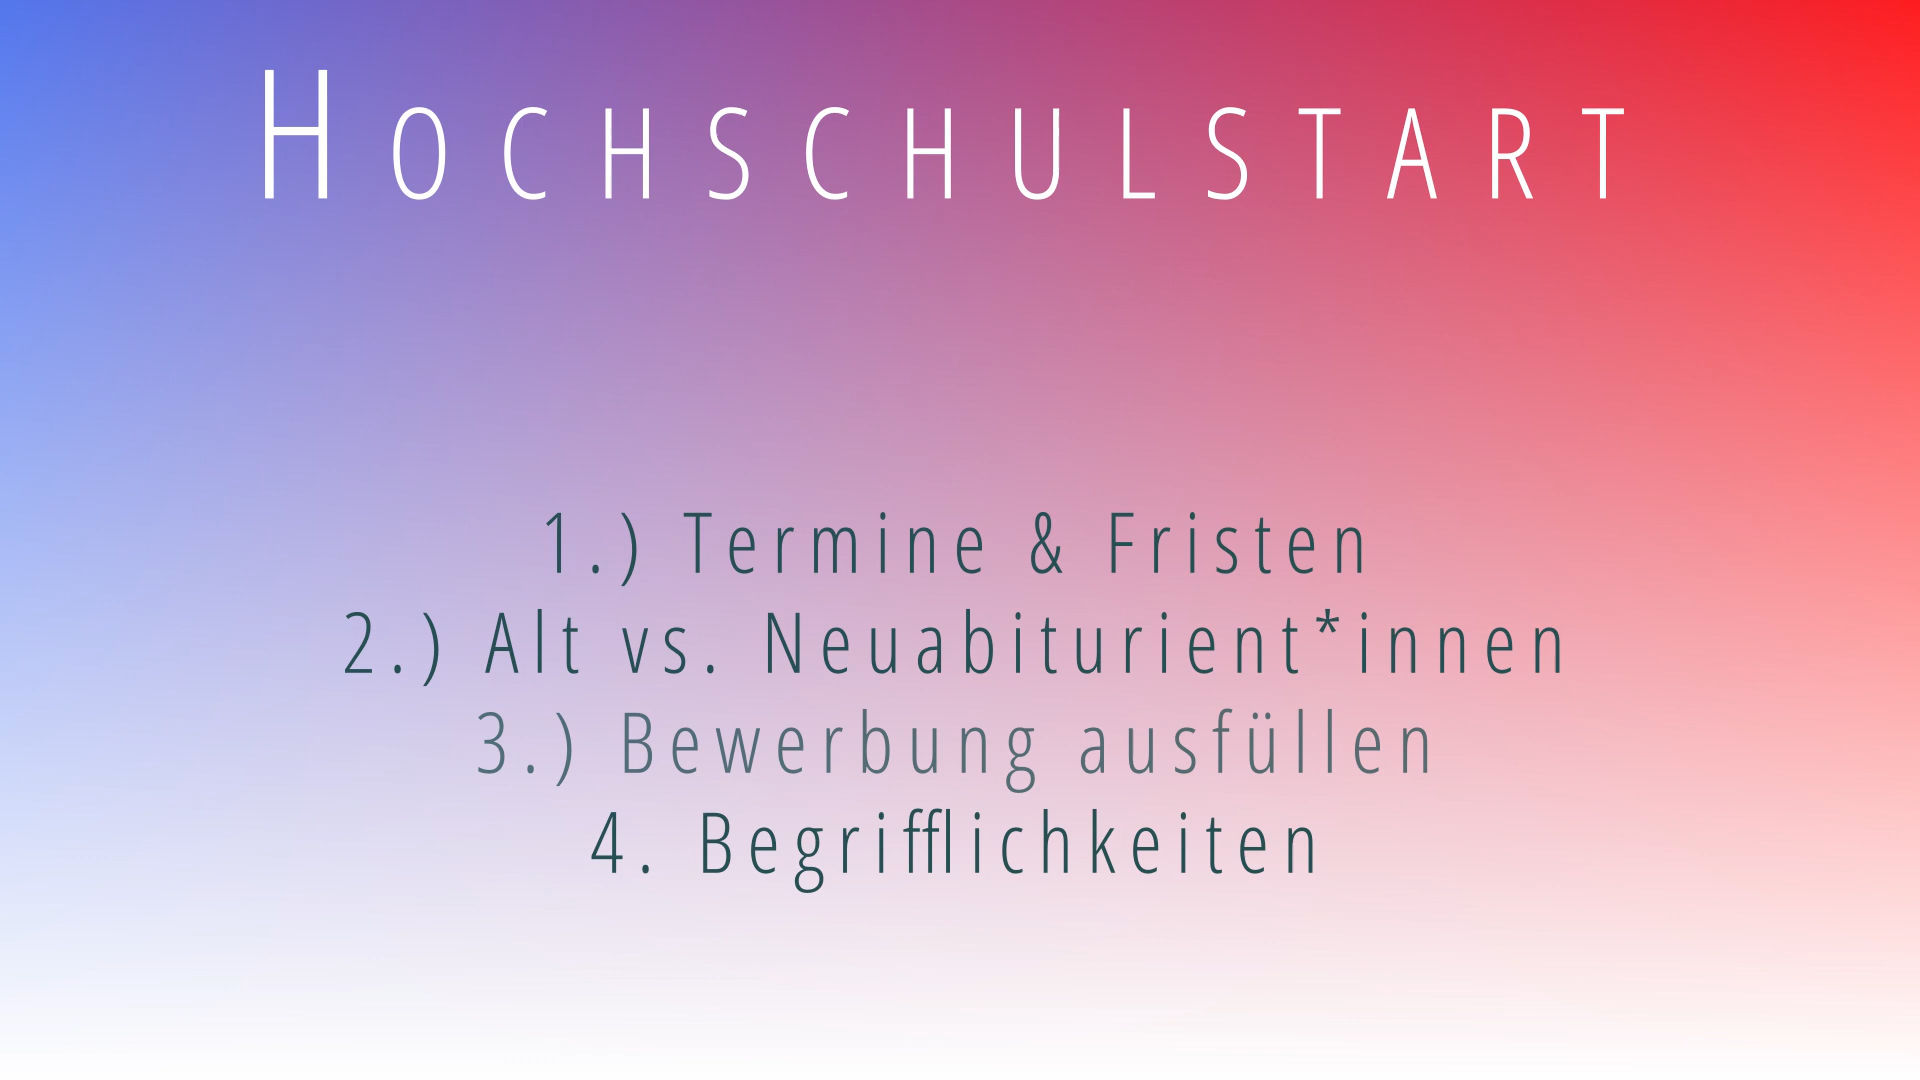 Hochschulstart
1.) Termine & Fristen
2.) Alt vs. Neuabiturient*innen
3.) Bewerbung ausfüllen
4. Begrifflichkeiten